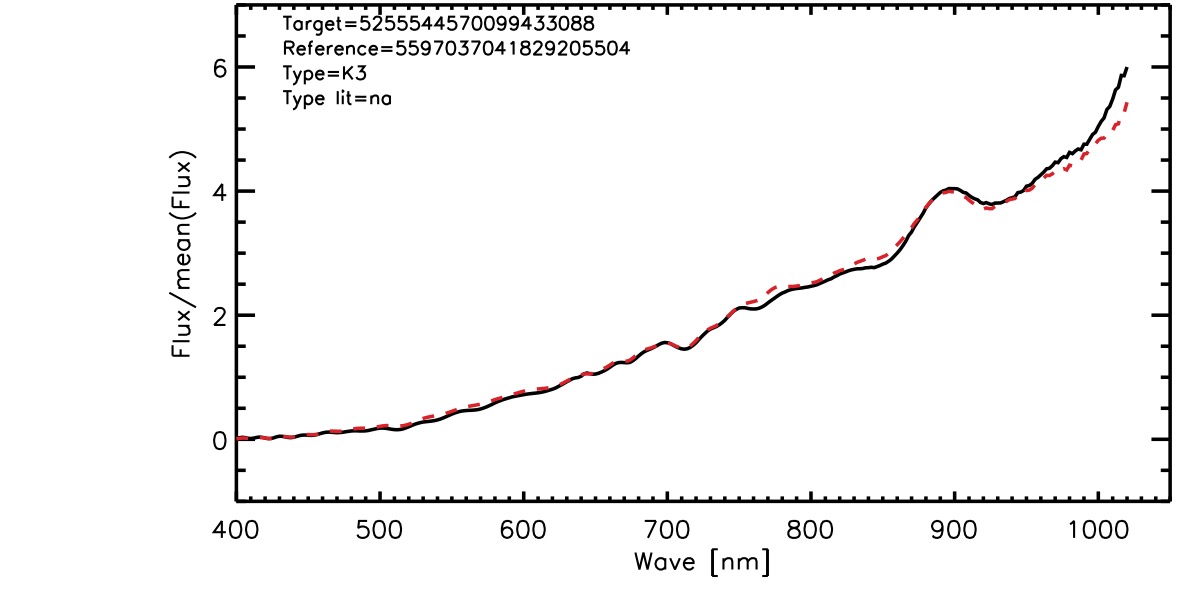 Target=5255544570099433088
Reference=5597037041829205504
Type=K3
Type lit=na
6
4
2
0
Flux/mean(Flux)
400 500 600 700 800 900 1000
Wave [nm]